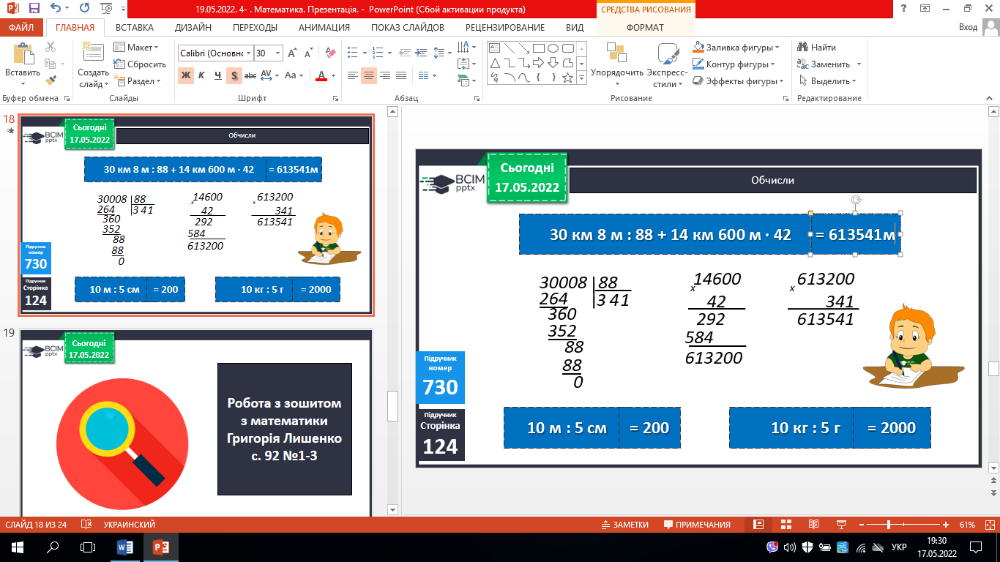 19.05.2022. 4- . Математика. Презентація. - PowerPoint (Сбой активации продукта)
СРЕДСТВА РИСОВАНИЯ
ФАЙЛ ГЛАВНАЯ ВСТАВКА ДИЗАЙН ПЕРЕХОДЫ АНИМАЦИЯ ПОКАЗ СЛАЙДОВ РЕЦЕНЗИРОВАНИЕ ВИД ФОРМАТ Вход
Вставить
Создать слайд
Макет
Сбросить
Раздел
Calibri (Основно 30
Ж К Ч S abc AV Aa А
Упорядочить
Экспресс-стили
Заливка фигуры
Контур фигуры
Эффекты фигуры
Найти
Заменить
Выделить
Буфер обмена Слайды Шрифт Абзац Рисование Редактирование
18
Сьогодні
17.05.2022
BCIM
pptx
Обчисли
30 км 8 м : 88 + 14 км 600 м · 42 = 613541м
30008 88
264 341
360
352
88
88
0
14600
x
42
292
584
613200
613200
x
341
613541
Підручник
номер
730
Підручник
Сторінка
124
10 м : 5 см = 200
10 кг : 5 г = 2000
19
Сьогодні
17.05.2022
BCIM
pptx
Робота з зошитом
з математики
Григорія Лишенко
с. 92 №1-3
Сьогодні
17.05.2022
BCIM
pptx
Обчисли
30 км 8 м : 88 + 14 км 600 м · 42 = 613541м
30008 88
264 3 41
360
352
88
88
0
14600
x
42
292
584
613200
613200
x
341
613541
Підручник
номер
730
Підручник
Сторінка
124
10 м : 5 см = 200
10 кг : 5 г = 2000
СЛАЙД 18 ИЗ 24 УКРАИНСКИЙ ЗАМЕТКИ ПРИМЕЧАНИЯ 61%
УКР
19:30
17.05.2022